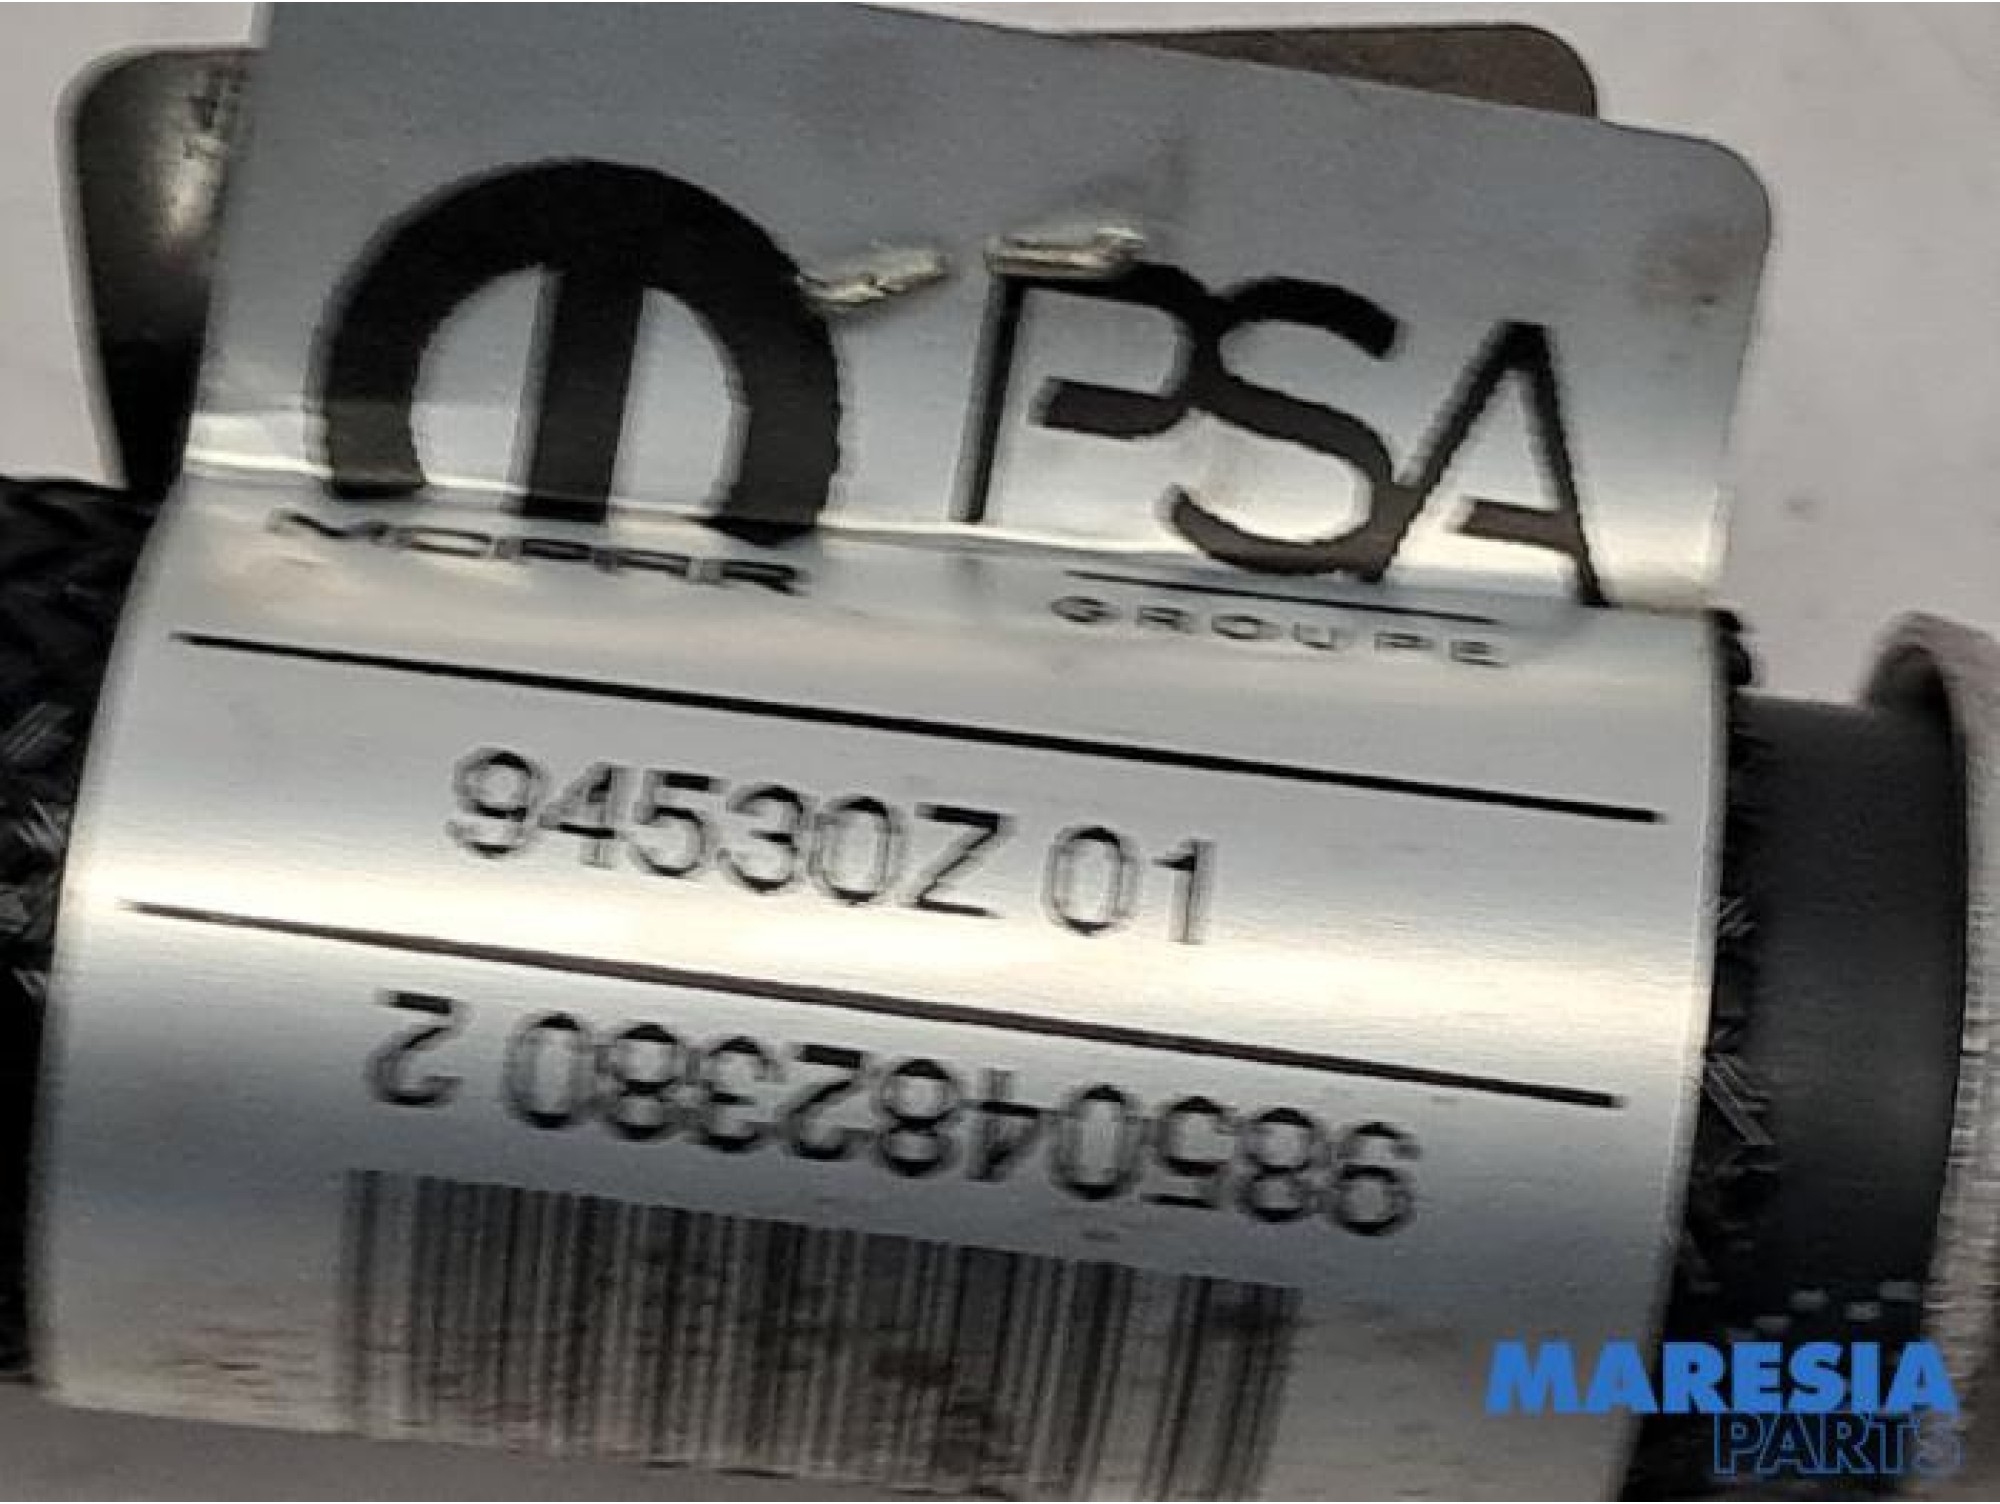 MOPAR
PSA
GROUPE
94530Z 01
9850482380 2
MARESIA
PARTS